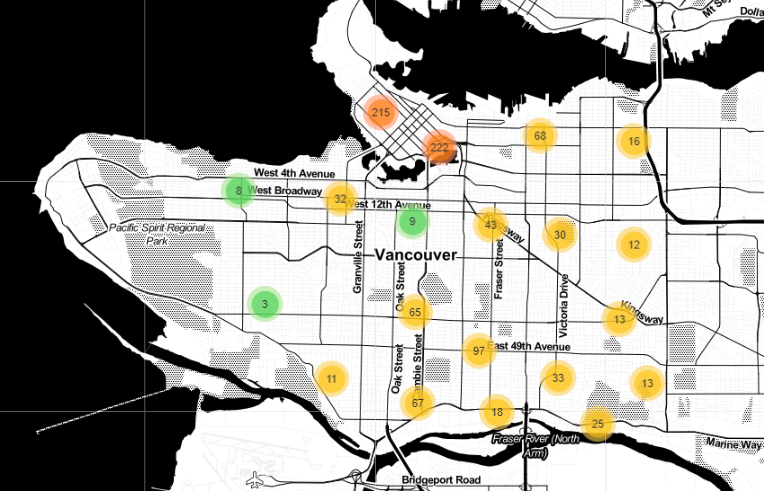 Mt Sey
Dolla
215
222
68
16
West 4th Avenue
8
West Broadway
32
West 12th Avenue
9
43
Kingsway
30
12
Pacific Spirit Regional
Park
Granville Street
Vancouver
Oak Street
Fraser Street
Victoria Drive
3
65
13
Kingsway
97
East 49th Avenue
Oak Street
mbie Street
11
33
13
67
18
25
Fraser River (North
Arm)
Marine Way
Bridgeport Road